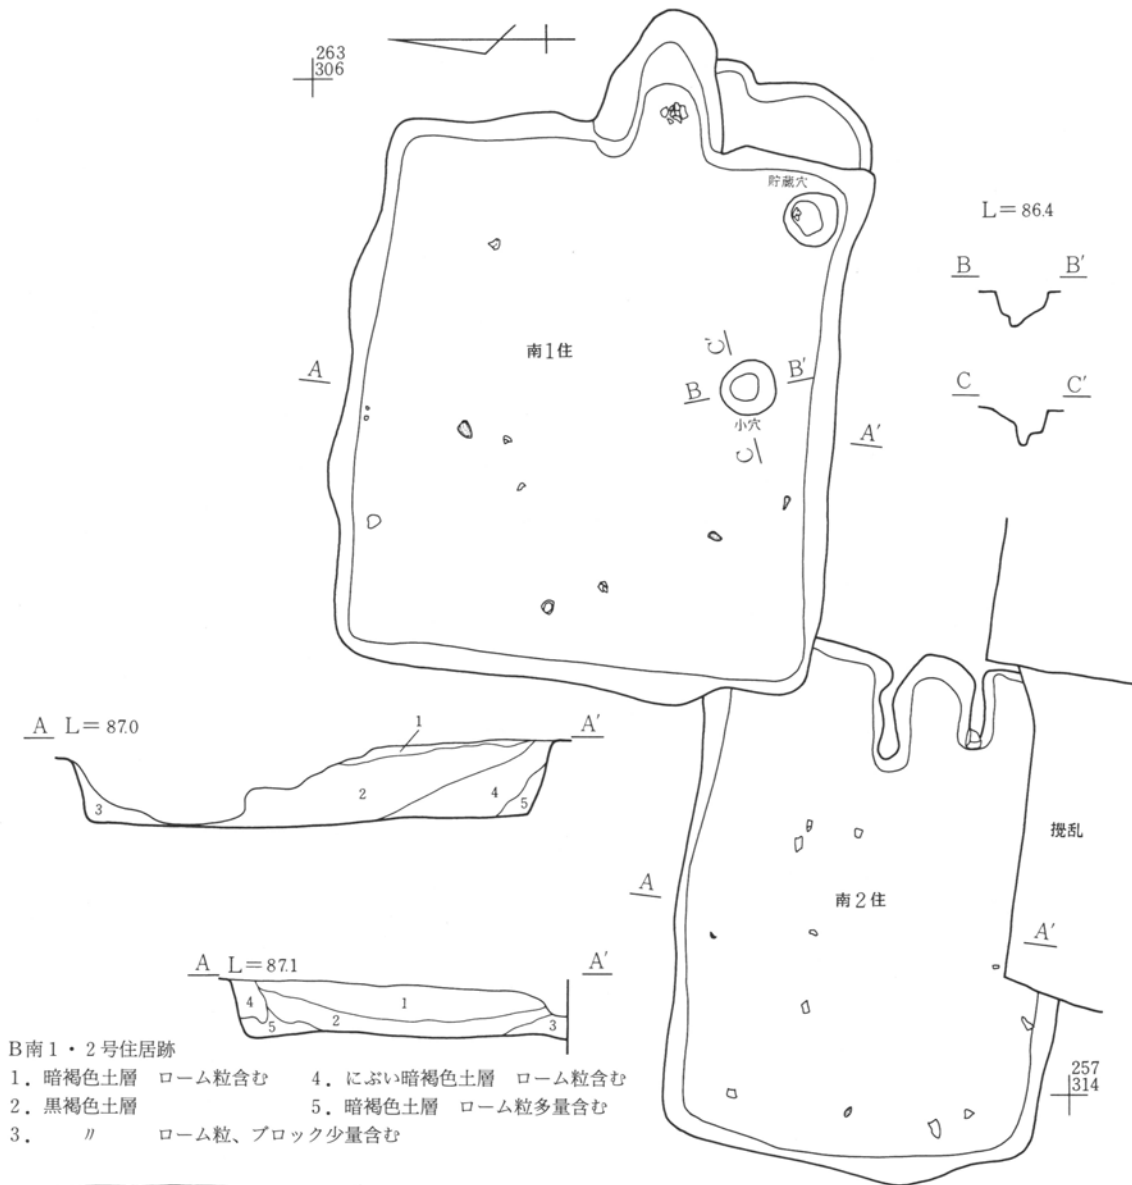 263
306
貯蔵穴
L＝86.4
B B′
南1住
C′
A
B B′
C C′
小穴
C
A′
A L＝87.0 1 A′
2
3
4
5
撹乱
A
南2住
A′
A L＝87.1 A′
1
4
2
5
3
B南1・2号住居跡
1．暗褐色土層　ローム粒含む　4．にぶい暗褐色土層　ローム粒含む
2．黒褐色土層　5．暗褐色土層　ローム粒多量含む
3．　〃　ローム粒、ブロック少量含む
257
314